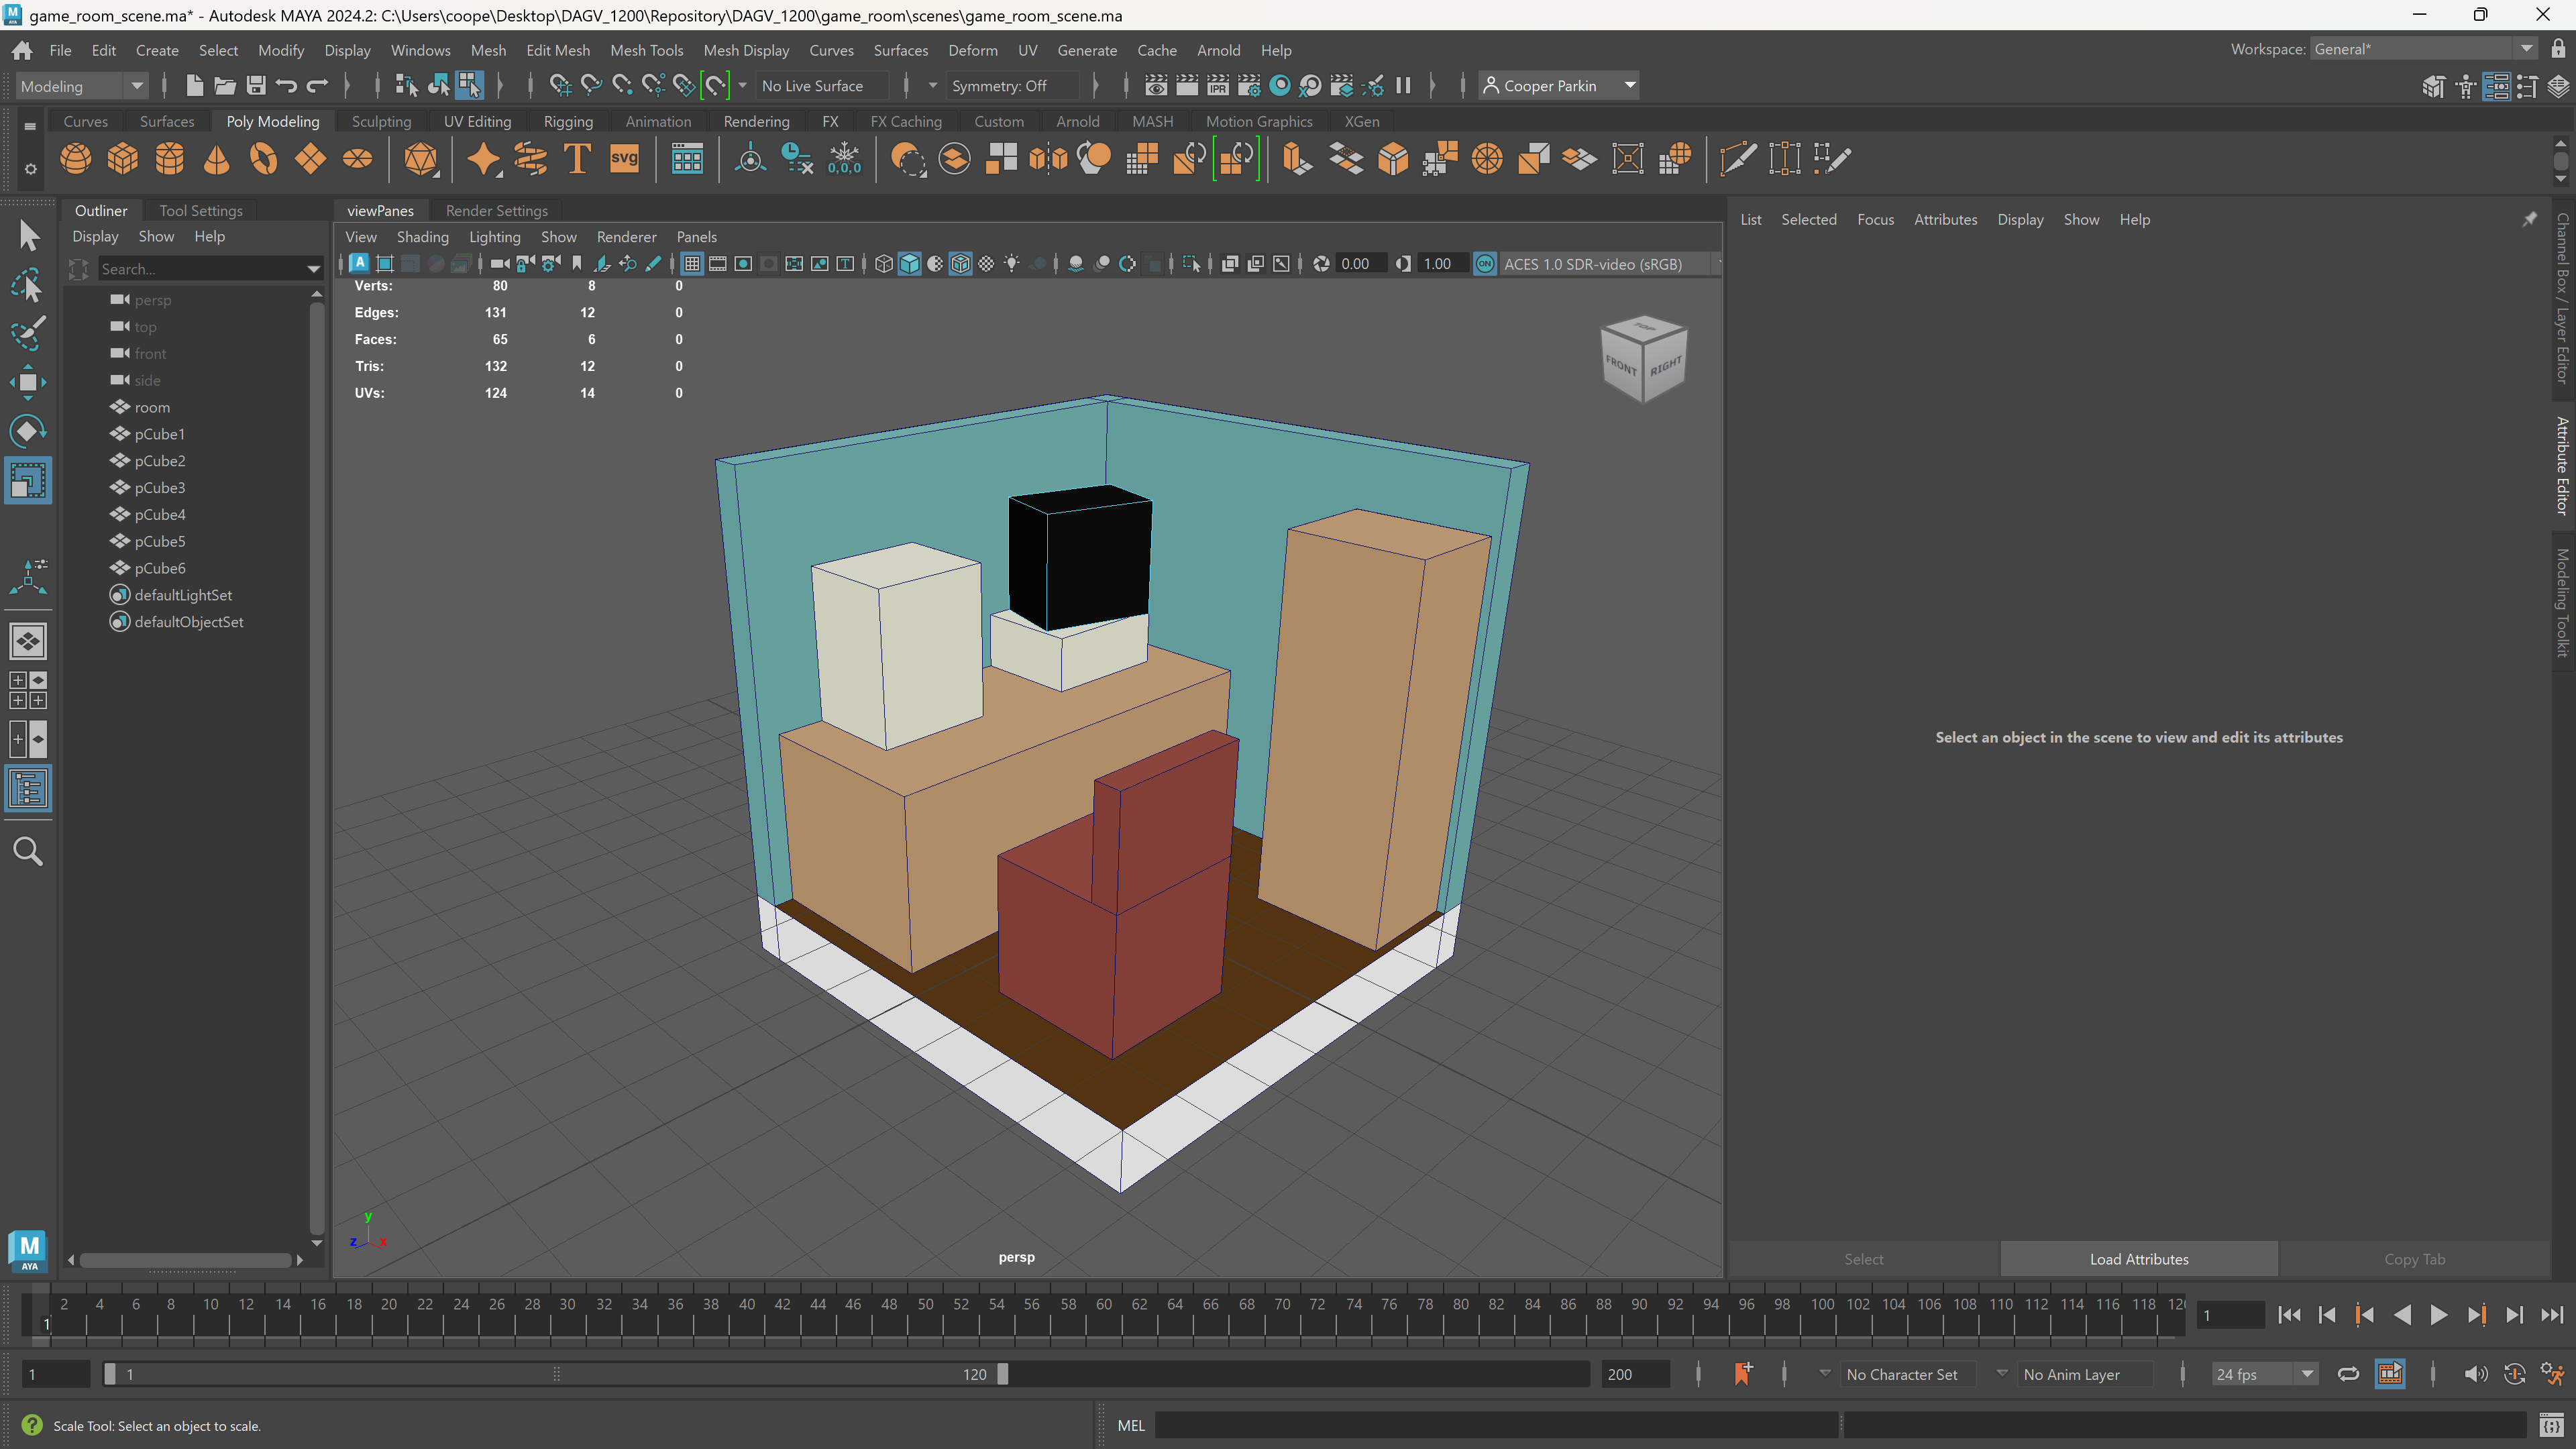 game_room_scene.ma* - Autodesk MAYA 2024.2: C:\Users\coope\Desktop\DAGV_1200\Repository\DAGV_1200\game_room\scenes\game_room_scene.ma
File Edit Create Select Modify Display Windows Mesh Edit Mesh Mesh Tools Mesh Display Curves Surfaces Deform UV Generate Cache Arnold Help
Workspace: General*
Modeling
No Live Surface
Symmetry: Off
IPR
Cooper Parkin
Curves Surfaces Poly Modeling Sculpting UV Editing Rigging Animation Rendering FX FX Caching Custom Arnold MASH Motion Graphics XGen
T
svg
0,0,0
Outliner Tool Settings
viewPanes Render Settings
Display Show Help
View Shading Lighting Show Renderer Panels
List Selected Focus Attributes Display Show Help
Search...
0.00
1.00
ON
ACES 1.0 SDR-video (sRGB)
persp
top
front
side
room
pCube1
pCube2
pCube3
pCube4
pCube5
pCube6
defaultLightSet
defaultObjectSet
Verts: 80 8 0
Edges: 131 12 0
Faces: 65 6 0
Tris: 132 12 0
UVs: 124 14 0
TOP
FRONT
RIGHT
y
z
x
persp
Channel Box / Layer Editor
Attribute Editor
Modeling Toolkit
Select an object in the scene to view and edit its attributes
Select
Load Attributes
Copy Tab
M
AYA
2 4 6 8 10 12 14 16 18 20 22 24 26 28 30 32 34 36 38 40 42 44 46 48 50 52 54 56 58 60 62 64 66 68 70 72 74 76 78 80 82 84 86 88 90 92 94 96 98 100 102 104 106 108 110 112 114 116 118 12
1
1
1
1
120
200
No Character Set
No Anim Layer
24 fps
Scale Tool: Select an object to scale.
MEL